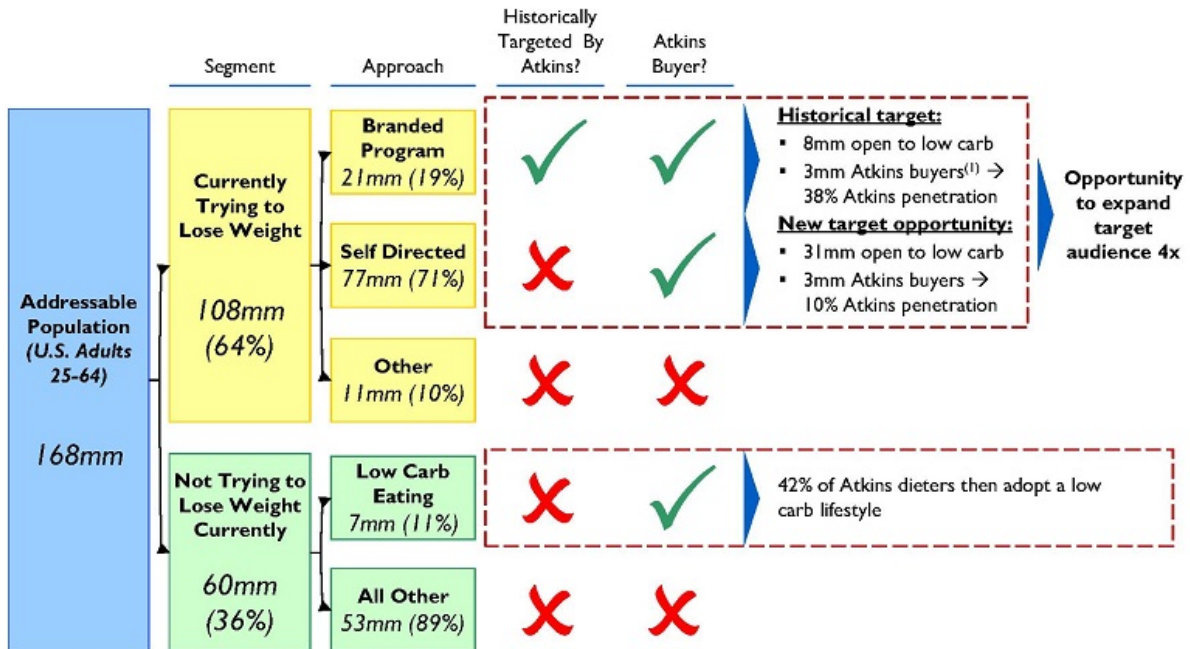 Historically
Targeted By
Atkins?
Atkins
Buyer?
Segment
Approach
Addressable
Population
(U.S. Adults
25-64)
168mm
Currently
Trying to
Lose Weight
108mm
(64%)
Branded
Program
21mm (19%)
Self Directed
77mm (71%)
Other
11mm (10%)
Historical target:
▪ 8mm open to low carb
▪ 3mm Atkins buyers(1) →
38% Atkins penetration
New target opportunity:
▪ 31mm open to low carb
▪ 3mm Atkins buyers →
10% Atkins penetration
Opportunity
to expand
target
audience 4x
Not Trying to
Lose Weight
Currently
60mm
(36%)
Low Carb
Eating
7mm (11%)
All Other
53mm (89%)
42% of Atkins dieters then adopt a low
carb lifestyle